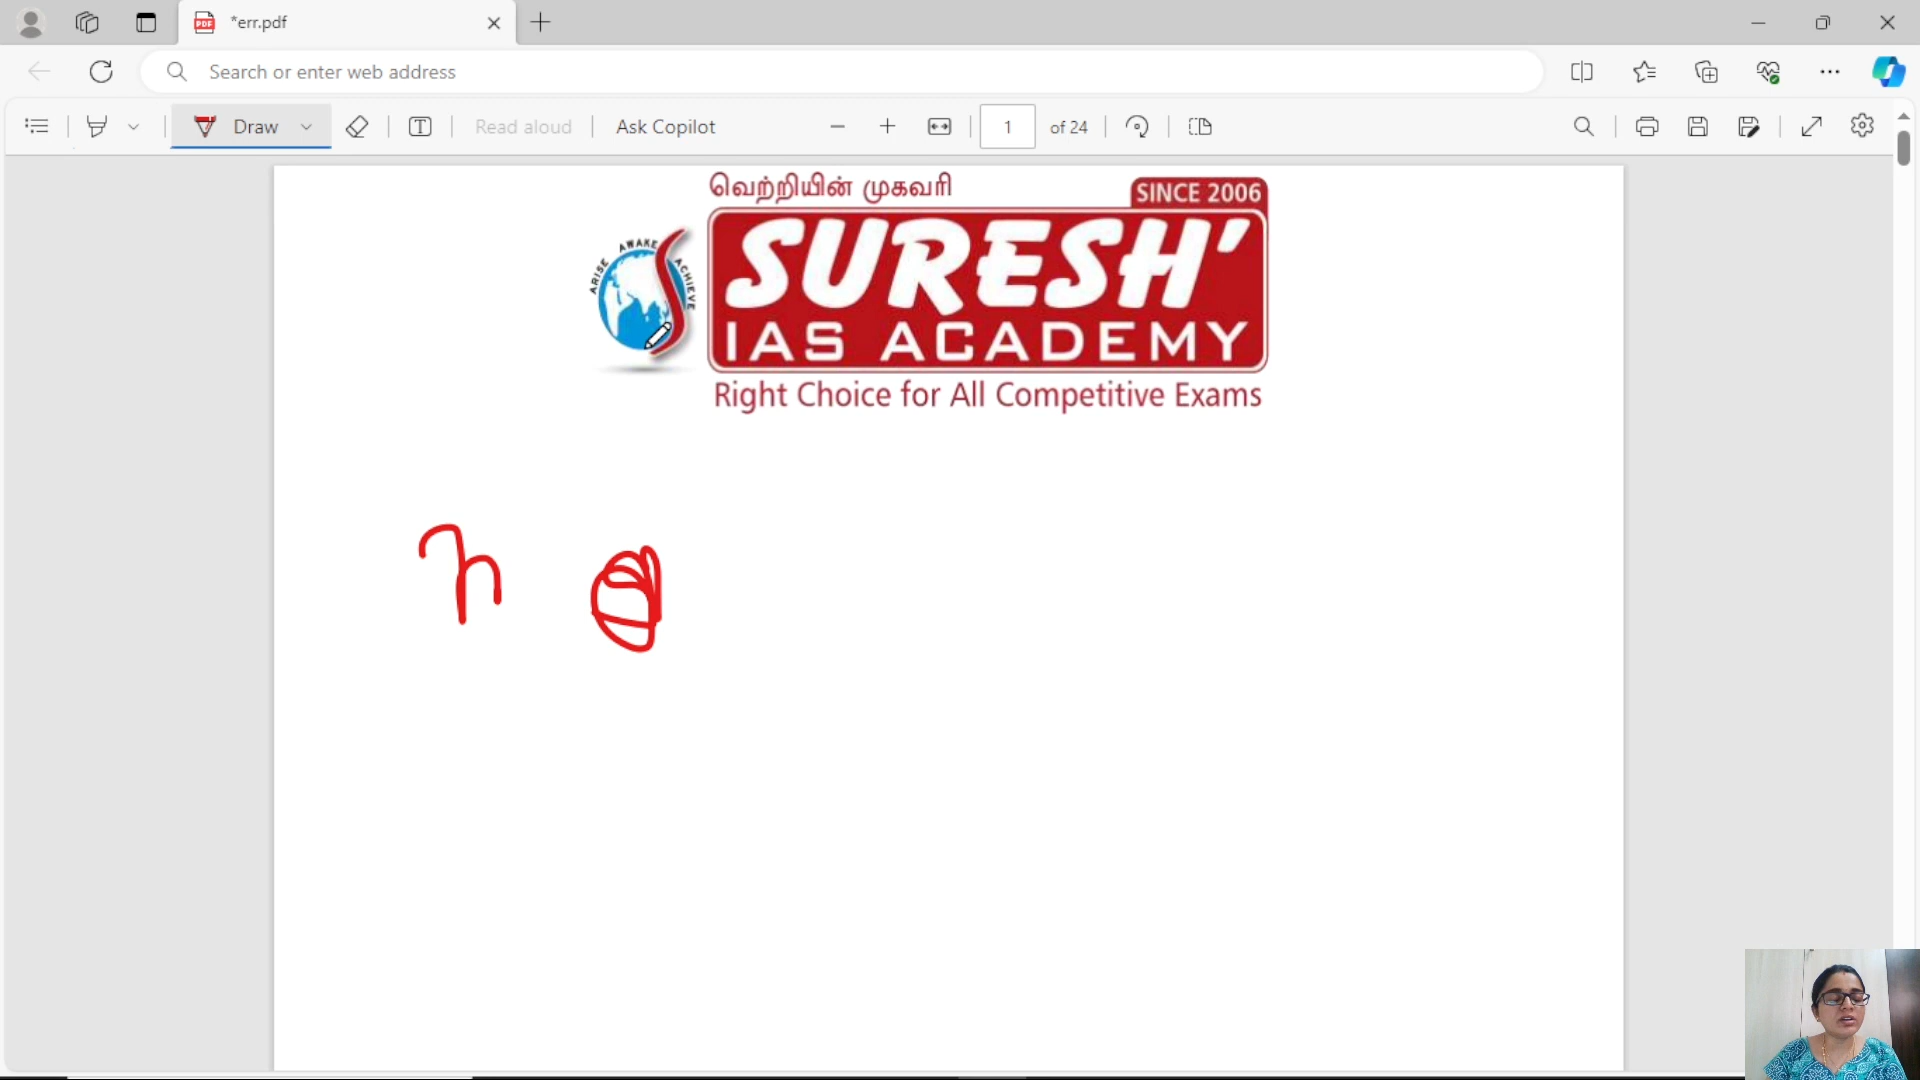 *err.pdf
Search or enter web address
Draw
Read aloud
Ask Copilot
1
of 24
வெற்றியின் முகவரி
SINCE 2006
ARISE AWAKE ACHIEVE
SURESH'
IAS ACADEMY
Right Choice for All Competitive Exams